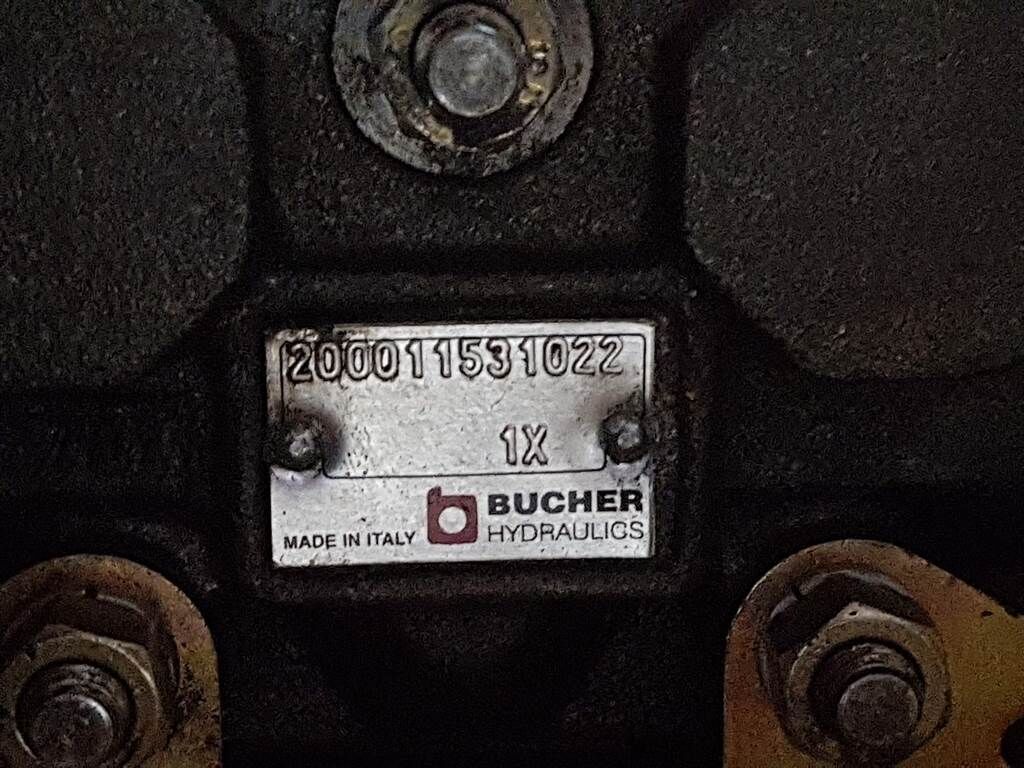 200011531022
1X
BUCHER
MADE IN ITALY HYDRAULICS